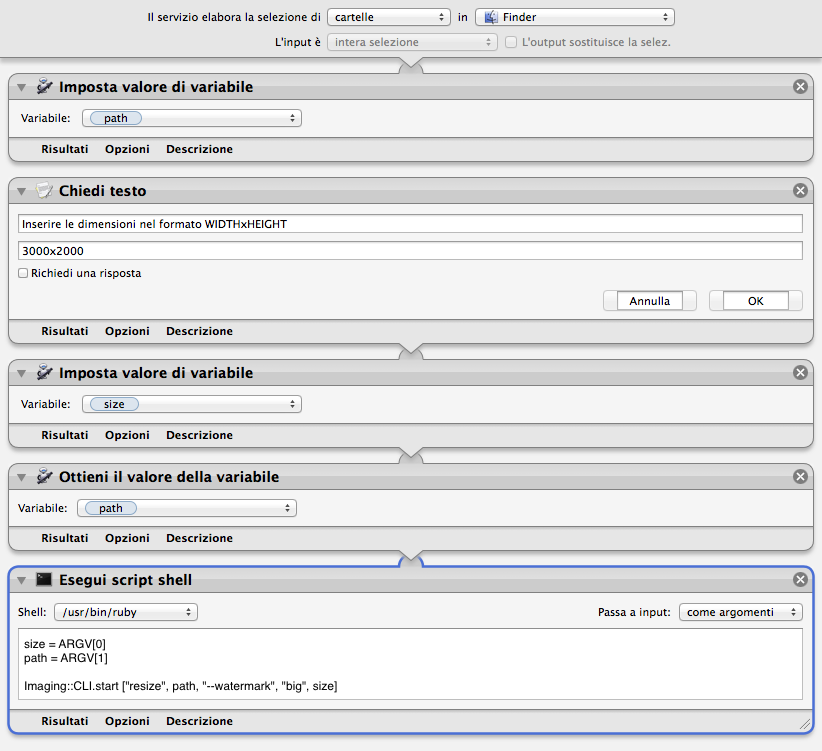 Il servizio elabora la selezione di cartelle in Finder
L'input è intera selezione L'output sostituisce la selez.
Imposta valore di variabile
Variabile: path
Risultati Opzioni Descrizione
Chiedi testo
Inserire le dimensioni nel formato WIDTHxHEIGHT
3000x2000
Richiedi una risposta
Annulla OK
Risultati Opzioni Descrizione
Imposta valore di variabile
Variabile: size
Risultati Opzioni Descrizione
Ottieni il valore della variabile
Variabile: path
Risultati Opzioni Descrizione
Esegui script shell
Shell: /usr/bin/ruby Passa a input: come argomenti
size = ARGV[0]
path = ARGV[1]
Imaging::CLI.start ["resize", path, "--watermark", "big", size]
Risultati Opzioni Descrizione